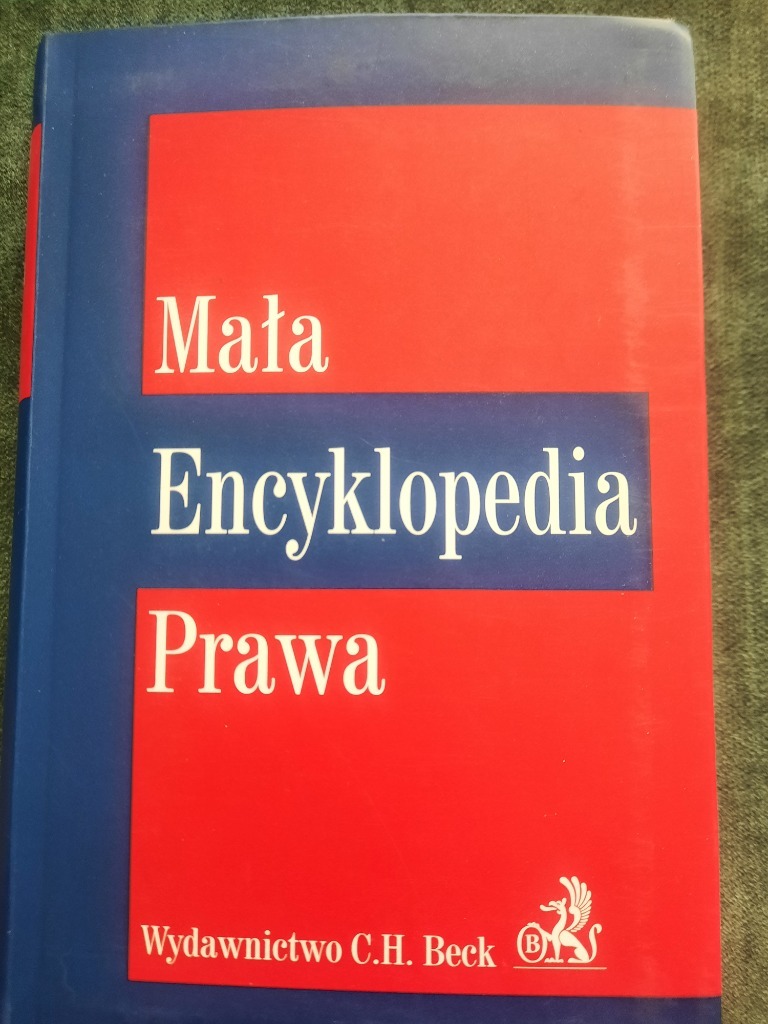 Mała
Encyklopedia
Prawa
Wydawnictwo C.H. Beck
B